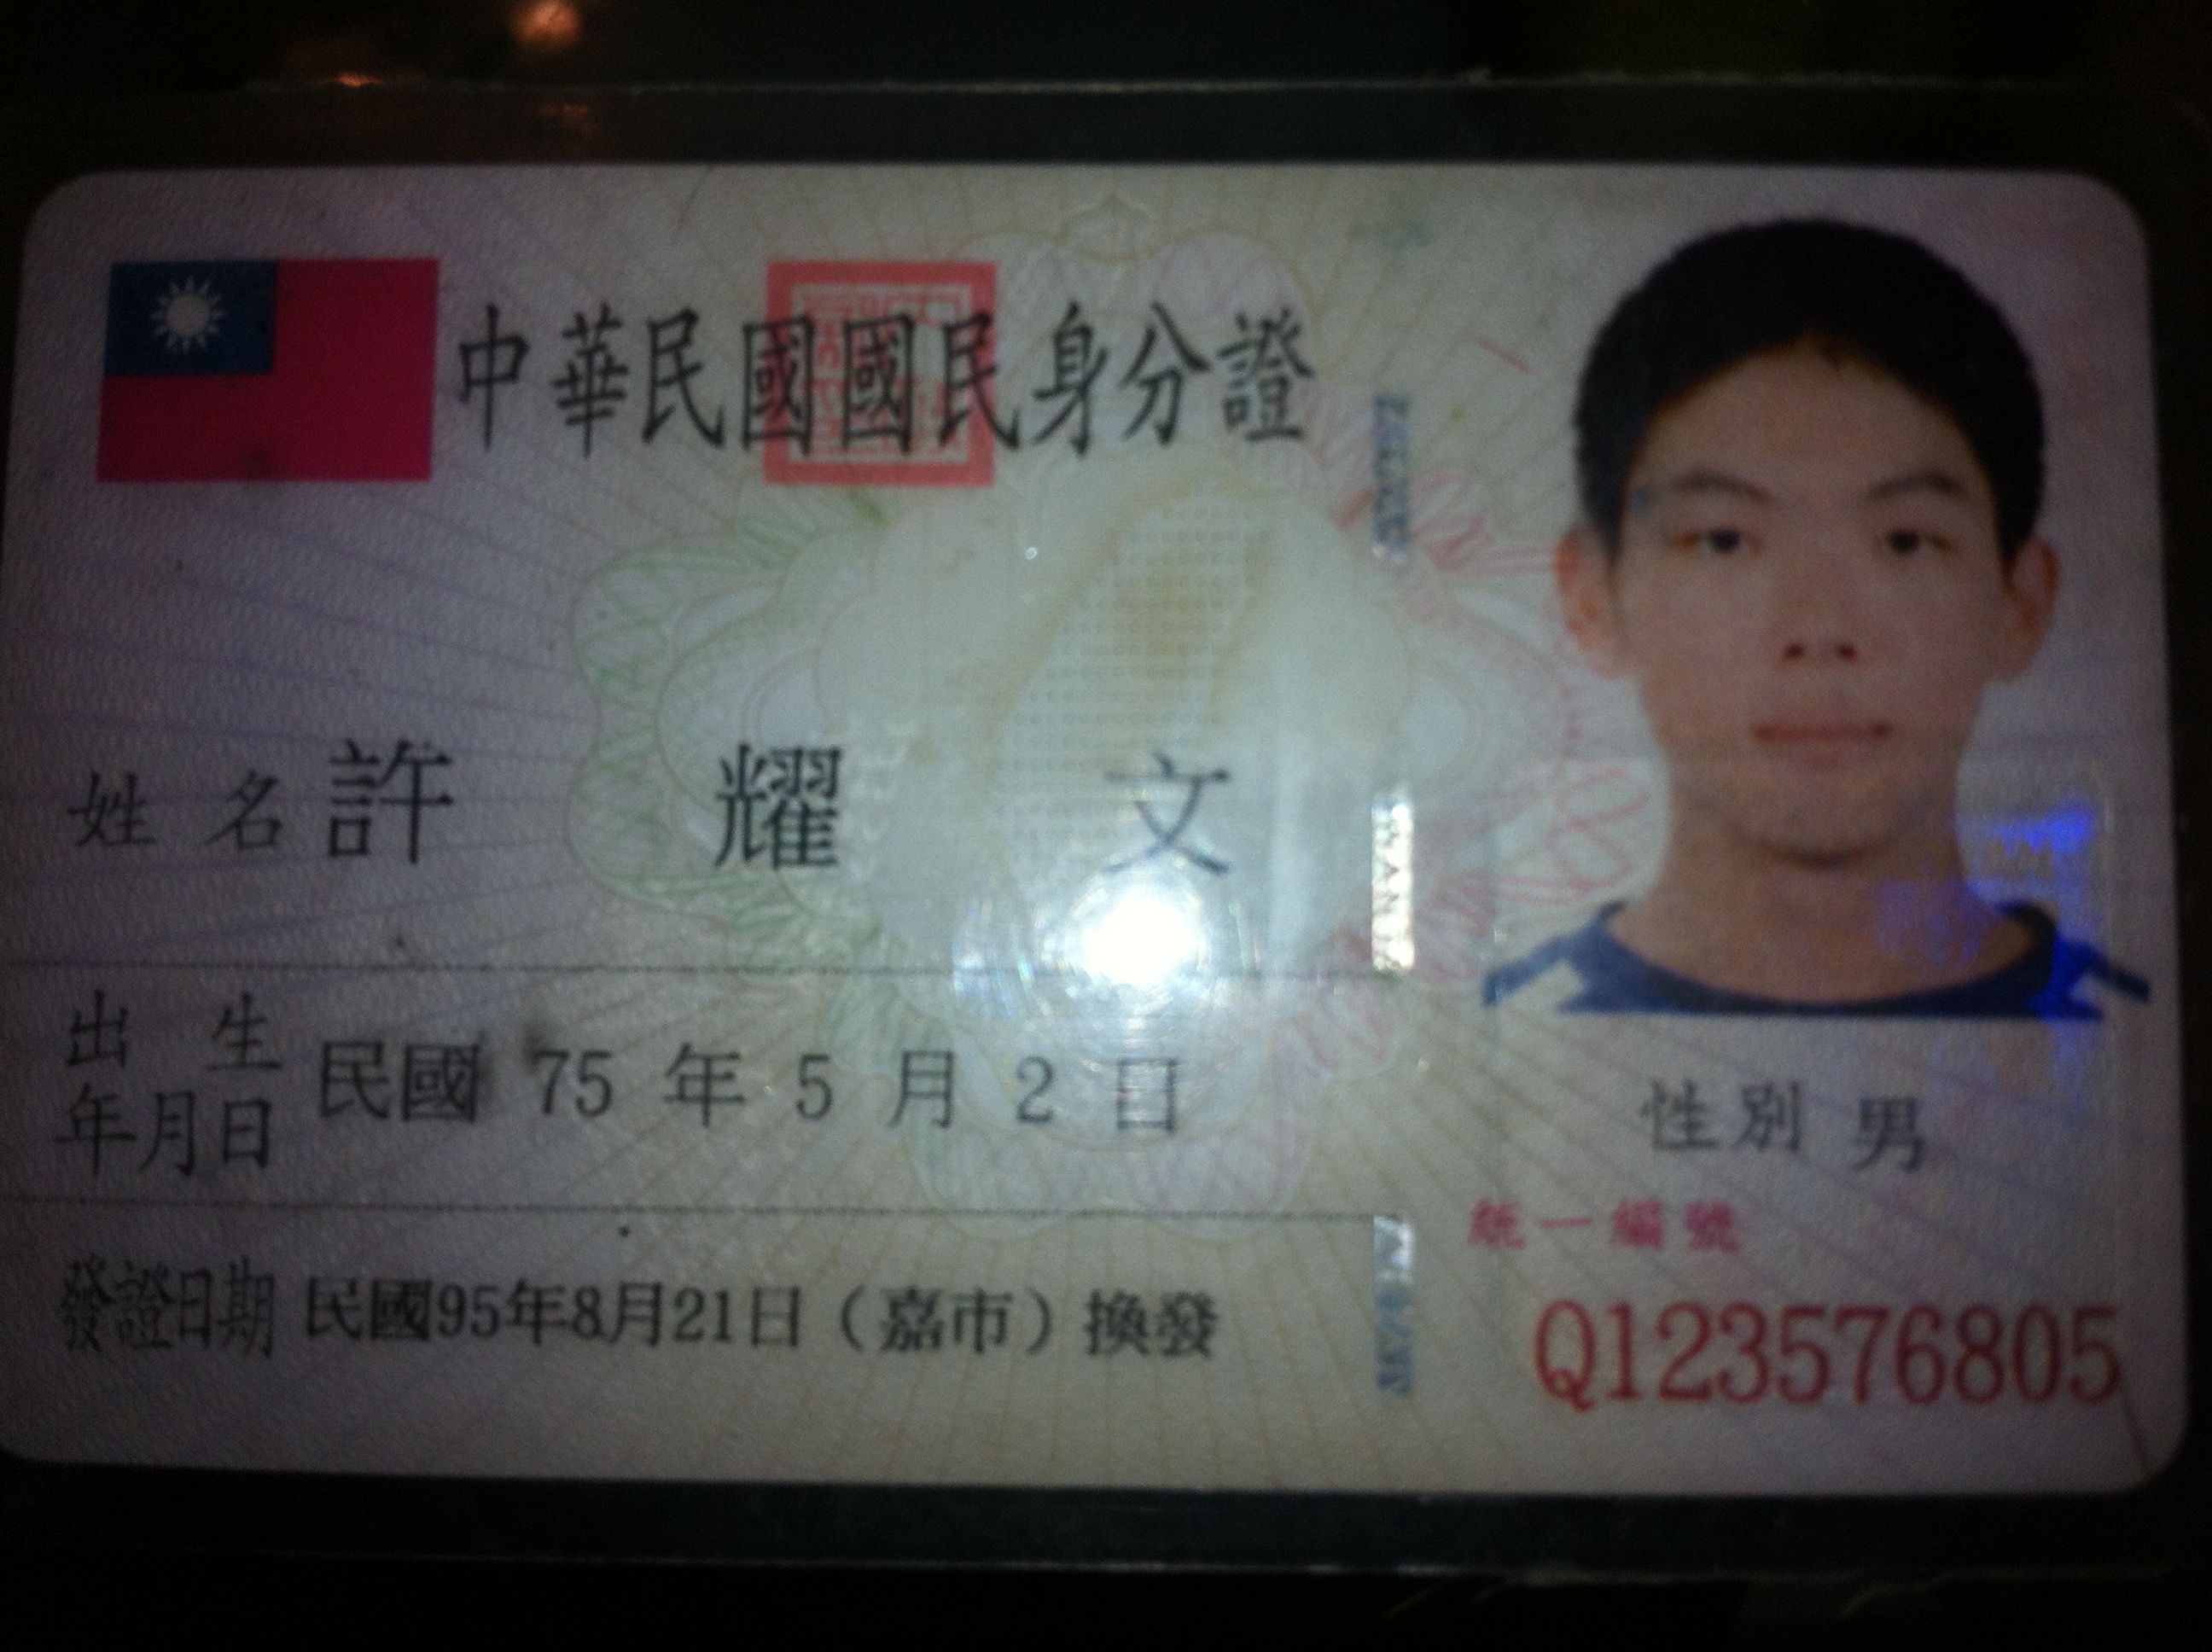 中華民國國民身分證
姓名 許耀文
出生年月日 民國 75 年 5 月 2 日
性別 男
發證日期 民國95年8月21日（嘉市）換發
統一編號
Q123576805